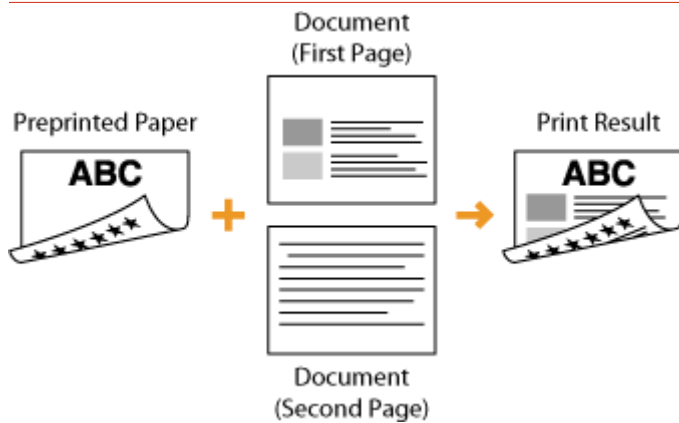 Document
(First Page)
Preprinted Paper
ABC
Print Result
ABC
Document
(Second Page)